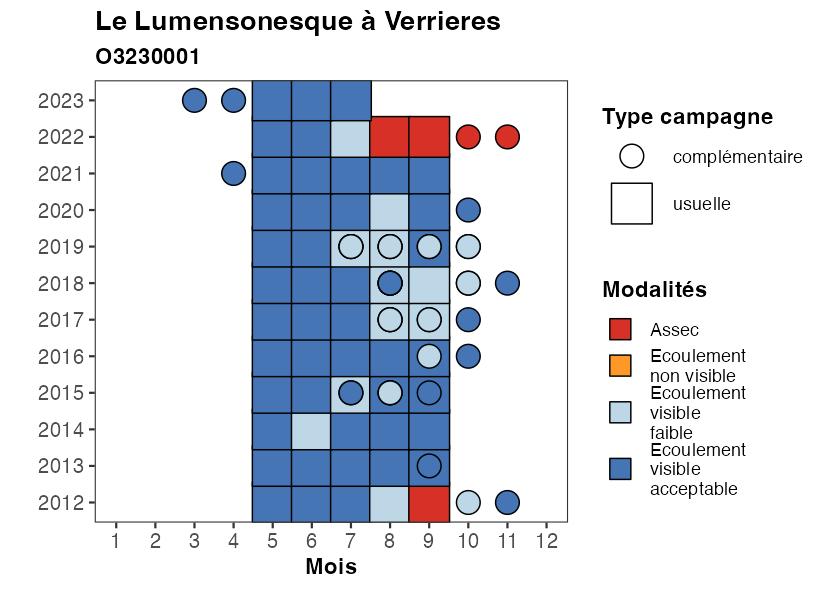 Le Lumensonesque à Verrieres
O3230001
2023
2022
2021
2020
2019
2018
2017
2016
2015
2014
2013
2012
1 2 3 4 5 6 7 8 9 10 11 12
Mois
Type campagne
complémentaire
usuelle
Modalités
Assec
Ecoulement
non visible
Ecoulement
visible
faible
Ecoulement
visible
acceptable